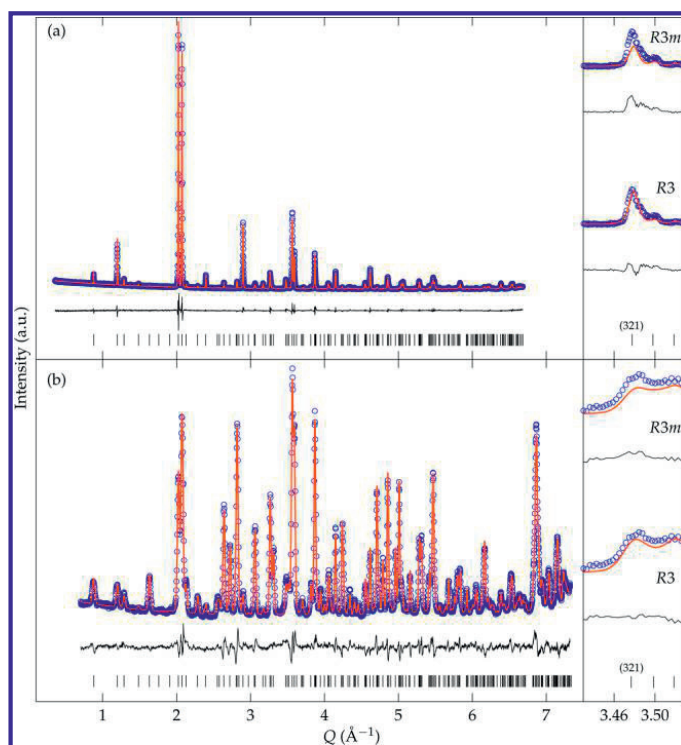 (a)
R3m
R3
(321)
Intensity (a.u.)
(b)
R3m
R3
(321)
1 2 3 4 5 6 7 3.46 3.50
Q (Å⁻¹)